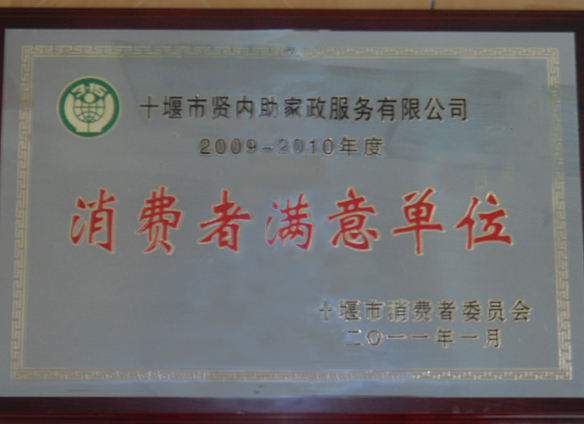 十堰市贤内助家政服务有限公司
2009-2010年度
消费者满意单位
十堰市消费者委员会
二〇一一年一月